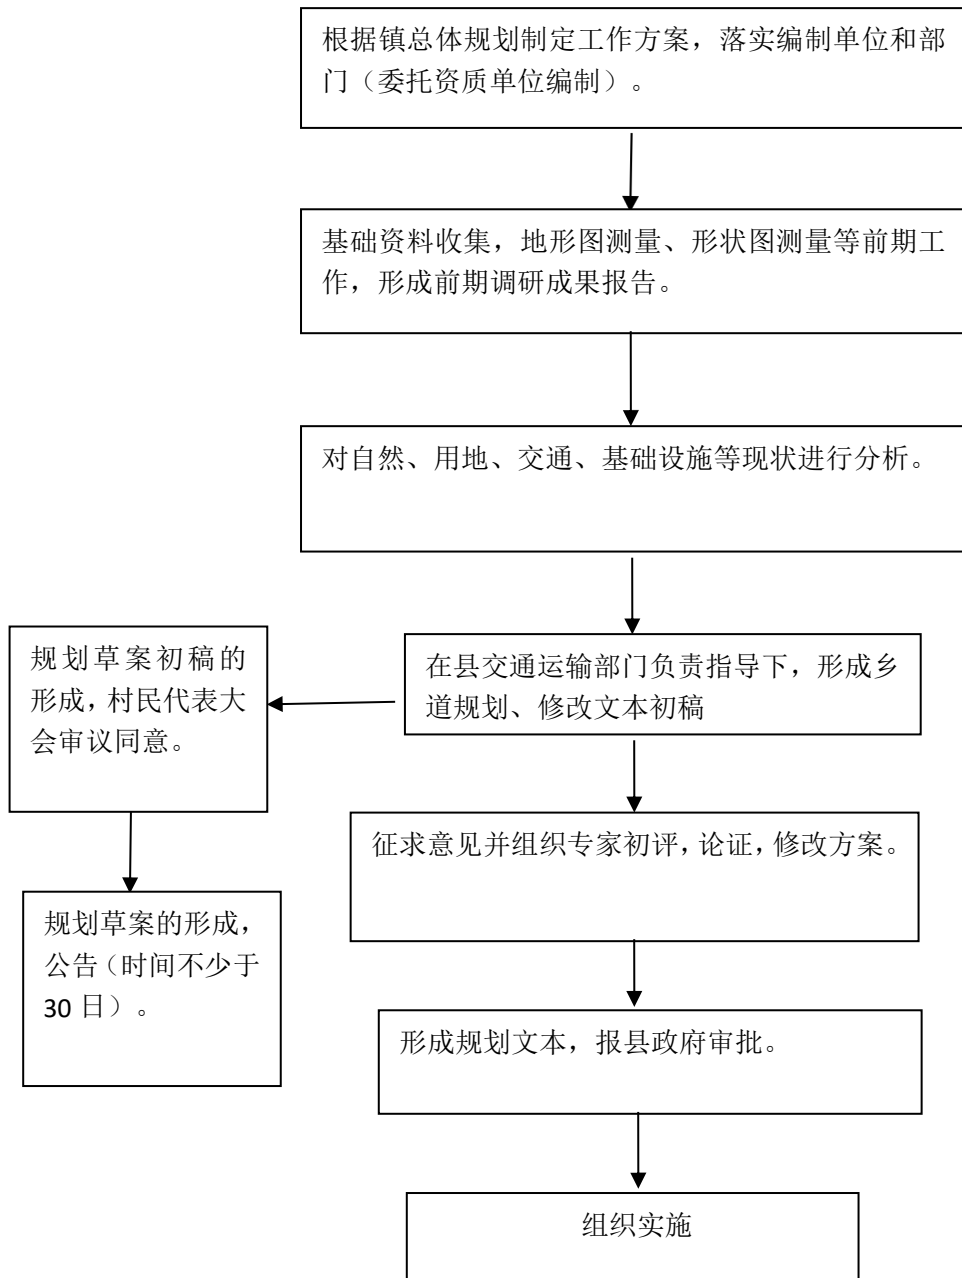 根据镇总体规划制定工作方案，落实编制单位和部
门（委托资质单位编制）。
基础资料收集，地形图测量、形状图测量等前期工
作，形成前期调研成果报告。
对自然、用地、交通、基础设施等现状进行分析。
在县交通运输部门负责指导下，形成乡
道规划、修改文本初稿
规划草案初稿的
形成，村民代表大
会审议同意。
征求意见并组织专家初评，论证，修改方案。
规划草案的形成，
公告（时间不少于
30 日）。
形成规划文本，报县政府审批。
组织实施